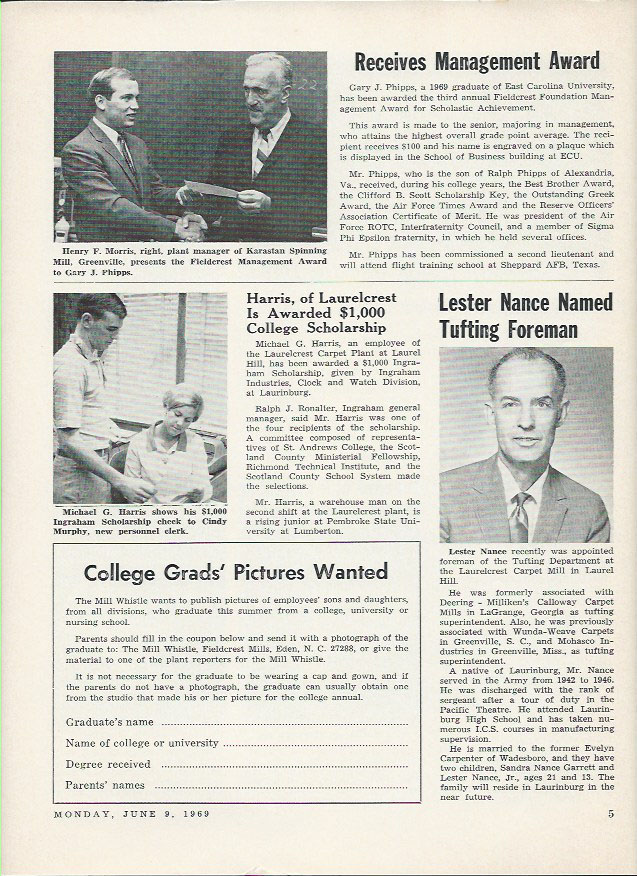 Receives Management Award
Gary J. Phipps, a 1969 graduate of East Carolina University,
has been awarded the third annual Fieldcrest Foundation Man-
agement Award for Scholastic Achievement.
This award is made to the senior, majoring in management,
who attains the highest overall grade point average. The reci-
pient receives $100 and his name is engraved on a plaque which
is displayed in the School of Business building at ECU.
Mr. Phipps, who is the son of Ralph Phipps of Alexandria,
Va., received, during his college years, the Best Brother Award,
the Clifford B. Scott Scholarship Key, the Outstanding Greek
Award, the Air Force Times Award and the Reserve Officers'
Association Certificate of Merit. He was president of the Air
Force ROTC, Interfraternity Council, and a member of Sigma
Phi Epsilon fraternity, in which he held several offices.
Mr. Phipps has been commissioned a second lieutenant and
will attend flight training school at Sheppard AFB, Texas.
Henry F. Morris, right, plant manager of Karastan Spinning
Mill, Greenville, presents the Fieldcrest Management Award
to Gary J. Phipps.
Harris, of Laurelcrest
Is Awarded $1,000
College Scholarship
Michael G. Harris, an employee of
the Laurelcrest Carpet Plant at Laurel
Hill, has been awarded a $1,000 Ingra-
ham Scholarship, given by Ingraham
Industries, Clock and Watch Division,
at Laurinburg.
Ralph J. Ronalter, Ingraham general
manager, said Mr. Harris was one of
the four recipients of the scholarship.
A committee composed of representa-
tives of St. Andrews College, the Scot-
land County Ministerial Fellowship,
Richmond Technical Institute, and the
Scotland County School System made
the selections.
Mr. Harris, a warehouse man on the
second shift at the Laurelcrest plant, is
a rising junior at Pembroke State Uni-
versity at Lumberton.
Michael G. Harris shows his $1,000
Ingraham Scholarship check to Cindy
Murphy, new personnel clerk.
Lester Nance Named
Tufting Foreman
Lester Nance recently was appointed
foreman of the Tufting Department at
the Laurelcrest Carpet Mill in Laurel
Hill.
He was formerly associated with
Deering - Milliken's Calloway Carpet
Mills in LaGrange, Georgia as tufting
superintendent. Also, he was previously
associated with Wunda-Weave Carpets
in Greenville, S. C., and Mohasco In-
dustries in Greenville, Miss., as tufting
superintendent.
A native of Laurinburg, Mr. Nance
served in the Army from 1942 to 1946.
He was discharged with the rank of
sergeant after a tour of duty in the
Pacific Theatre. He attended Laurin-
burg High School and has taken nu-
merous I.C.S. courses in manufacturing
supervision.
He is married to the former Evelyn
Carpenter of Wadesboro, and they have
two children, Sandra Nance Garrett and
Lester Nance, Jr., ages 21 and 13. The
family will reside in Laurinburg in the
near future.
College Grads' Pictures Wanted
The Mill Whistle wants to publish pictures of employees' sons and daughters,
from all divisions, who graduate this summer from a college, university or
nursing school.
Parents should fill in the coupon below and send it with a photograph of the
graduate to: The Mill Whistle, Fieldcrest Mills, Eden, N. C. 27288, or give the
material to one of the plant reporters for the Mill Whistle.
It is not necessary for the graduate to be wearing a cap and gown, and if
the parents do not have a photograph, the graduate can usually obtain one
from the studio that made his or her picture for the college annual.
Graduate's name
Name of college or university
Degree received
Parents' names
MONDAY, JUNE 9, 1969
5